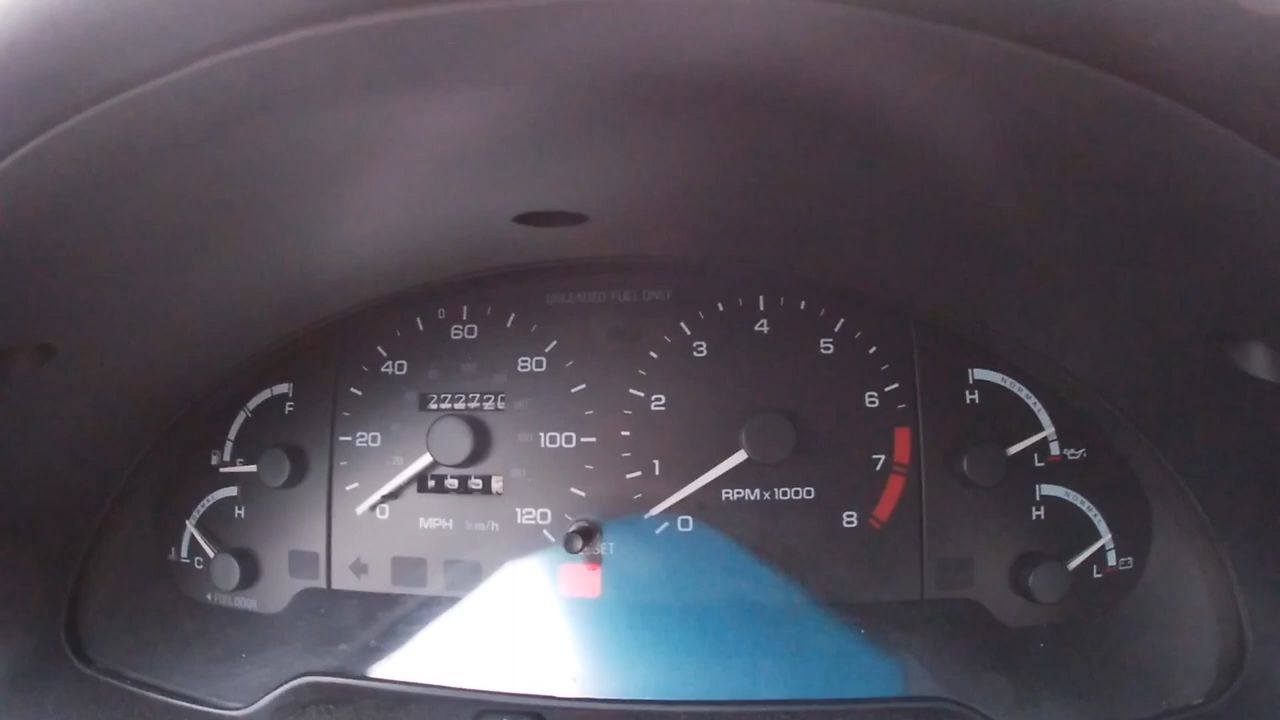 UNLEADED FUEL ONLY
60
40
80
20
100
0
120
MPH km/h
RESET
4
3
5
2
6
1
7
0
8
RPM x 1000
F
E
H
C
FUEL DOOR
H
NORMAL
L
H
NORMAL
L